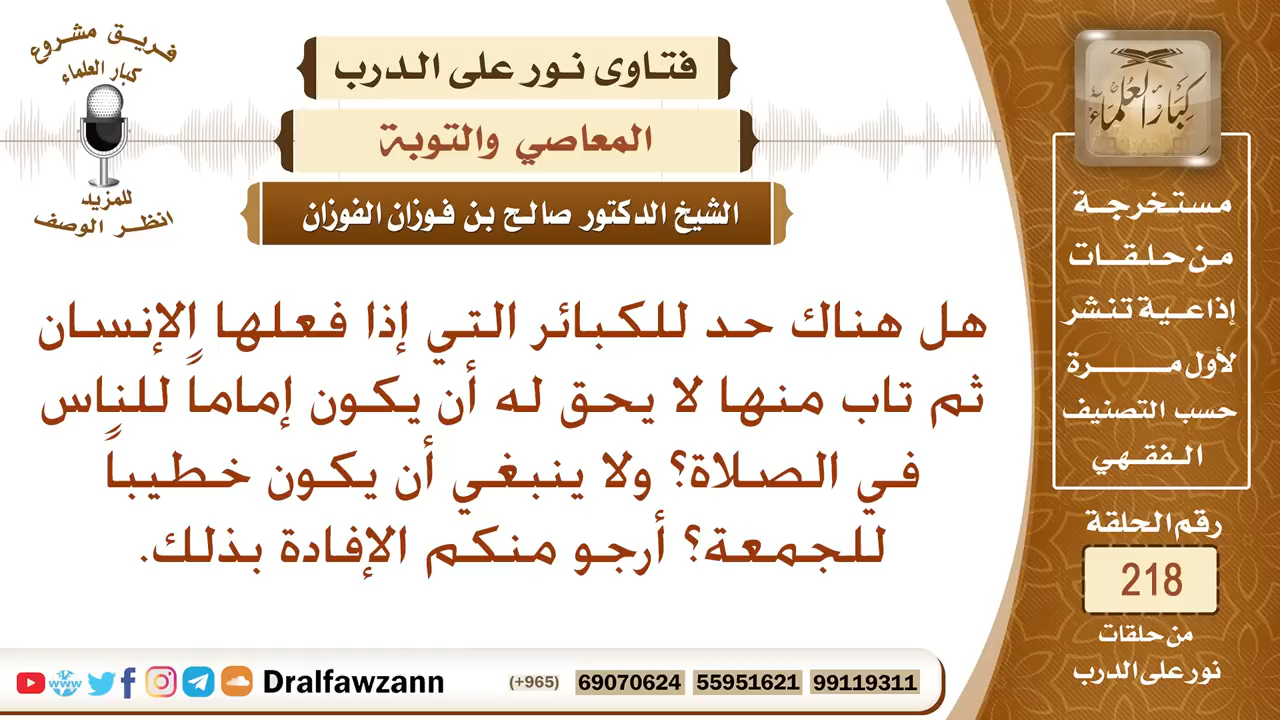 فريق مشروع
كبار العلماء
للمزيد
انظر الوصف
فتاوى نور على الدرب
المعاصي والتوبة
الشيخ الدكتور صالح بن فوزان الفوزان
هل هناك حد للكبائر التي إذا فعلها الإنسان
ثم تاب منها لا يحق له أن يكون إماماً للناس
في الصلاة؟ ولا ينبغي أن يكون خطيباً
للجمعة؟ أرجو منكم الإفادة بذلك.
كبار العلماء
مستخرجة
من حلقات
إذاعية تنشر
لأول مرة
حسب التصنيف
الفقهي
رقم الحلقة
218
من حلقات
نور على الدرب
www Dralfawzann (+965) 69070624 55951621 99119311